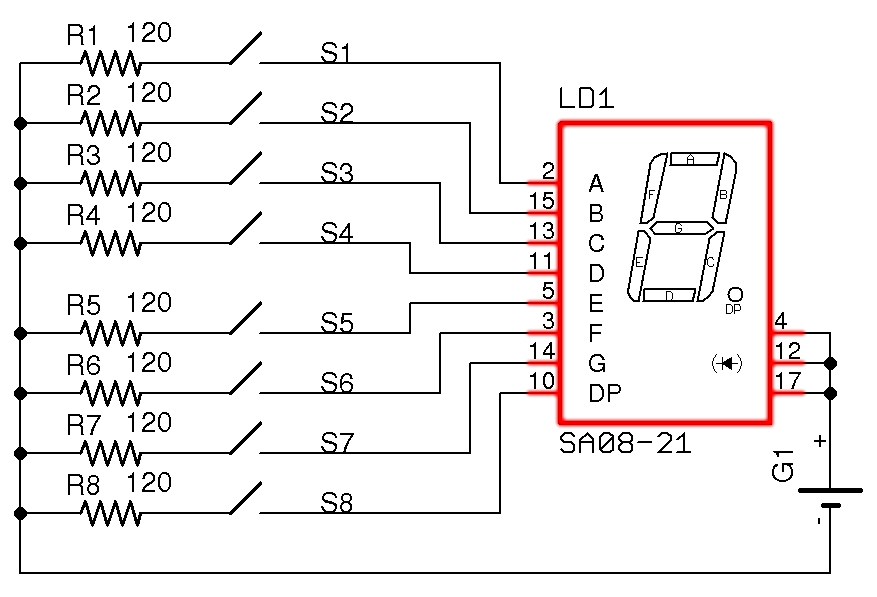 R1 120
S1
R2 120
S2
R3 120
S3
R4 120
S4
R5 120
S5
R6 120
S6
R7 120
S7
R8 120
S8
LD1
2 A
15 B
13 C
11 D
5 E
3 F
14 G
10 DP
A
F
B
G
E
C
D
DP
4
12
17
SA08-21
G1
+
-